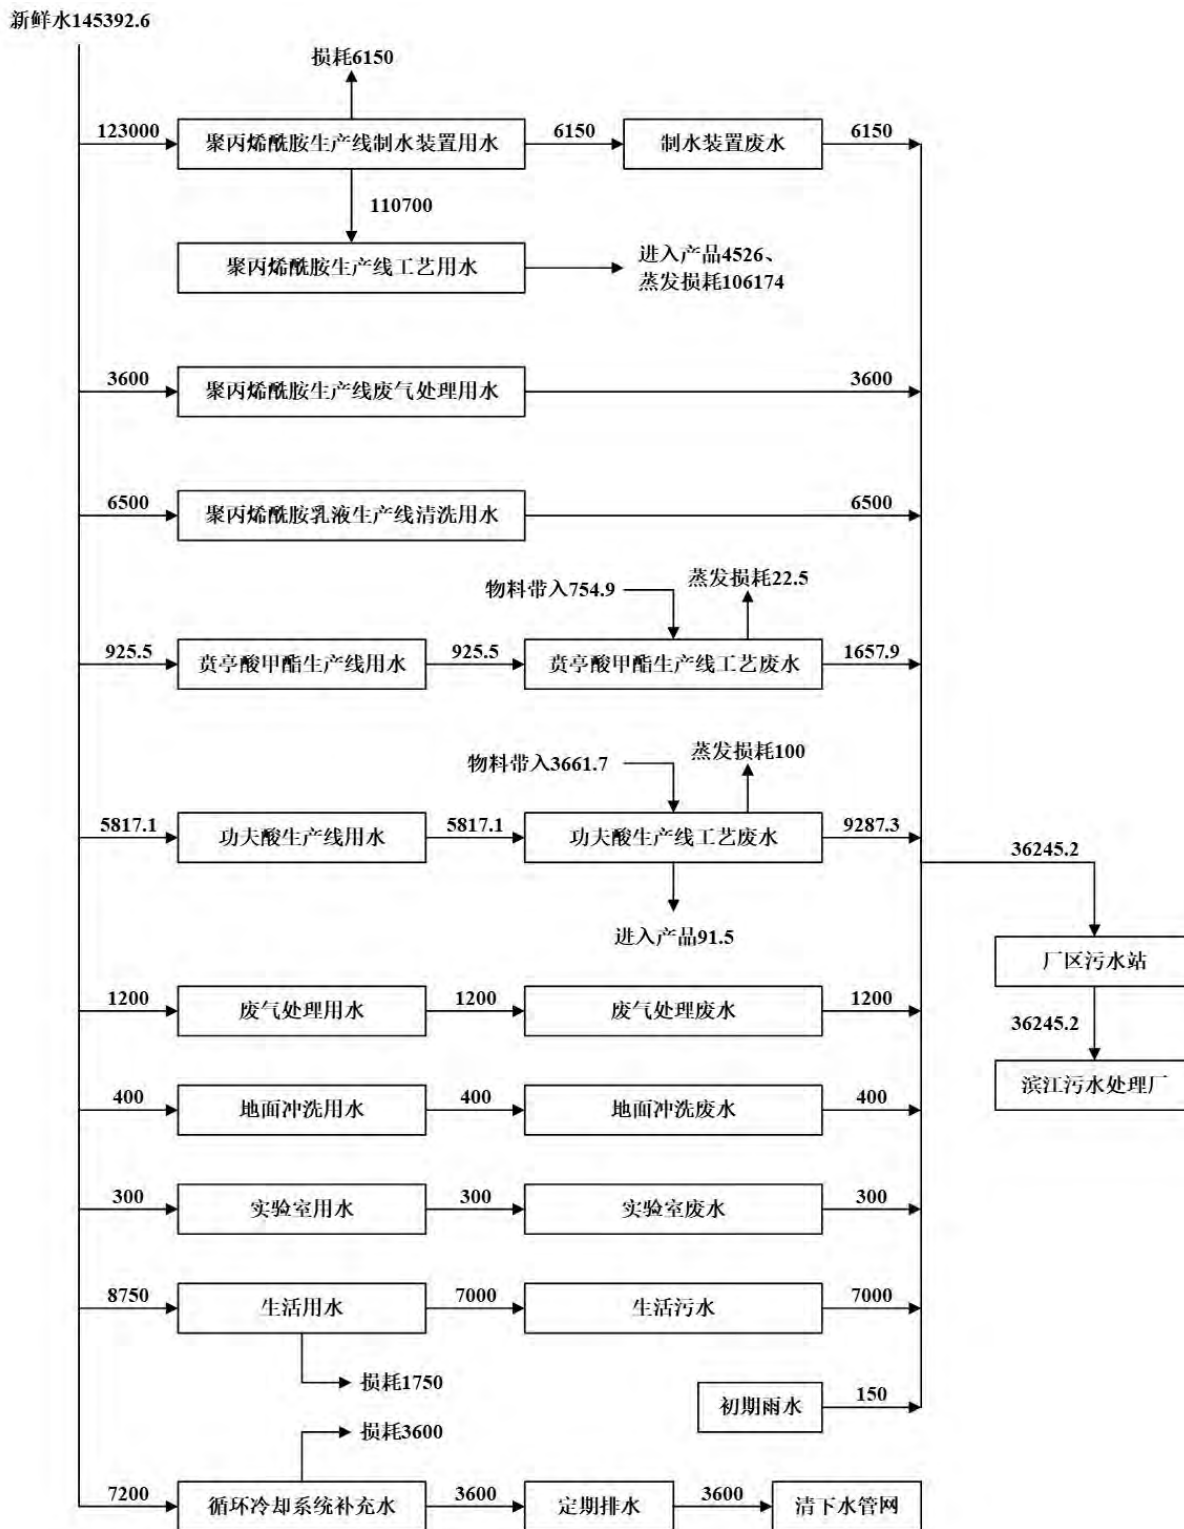 新鲜水145392.6
损耗6150
123000
聚丙烯酰胺生产线制水装置用水
6150
制水装置废水
6150
110700
聚丙烯酰胺生产线工艺用水
进入产品4526、
蒸发损耗106174
3600
聚丙烯酰胺生产线废气处理用水
3600
6500
聚丙烯酰胺乳液生产线清洗用水
6500
物料带入754.9
蒸发损耗22.5
925.5
贲亭酸甲酯生产线用水
925.5
贲亭酸甲酯生产线工艺废水
1657.9
物料带入3661.7
蒸发损耗100
5817.1
功夫酸生产线用水
5817.1
功夫酸生产线工艺废水
9287.3
进入产品91.5
36245.2
厂区污水站
36245.2
滨江污水处理厂
1200
废气处理用水
1200
废气处理废水
1200
400
地面冲洗用水
400
地面冲洗废水
400
300
实验室用水
300
实验室废水
300
8750
生活用水
7000
生活污水
7000
损耗1750
初期雨水
150
损耗3600
7200
循环冷却系统补充水
3600
定期排水
3600
清下水管网